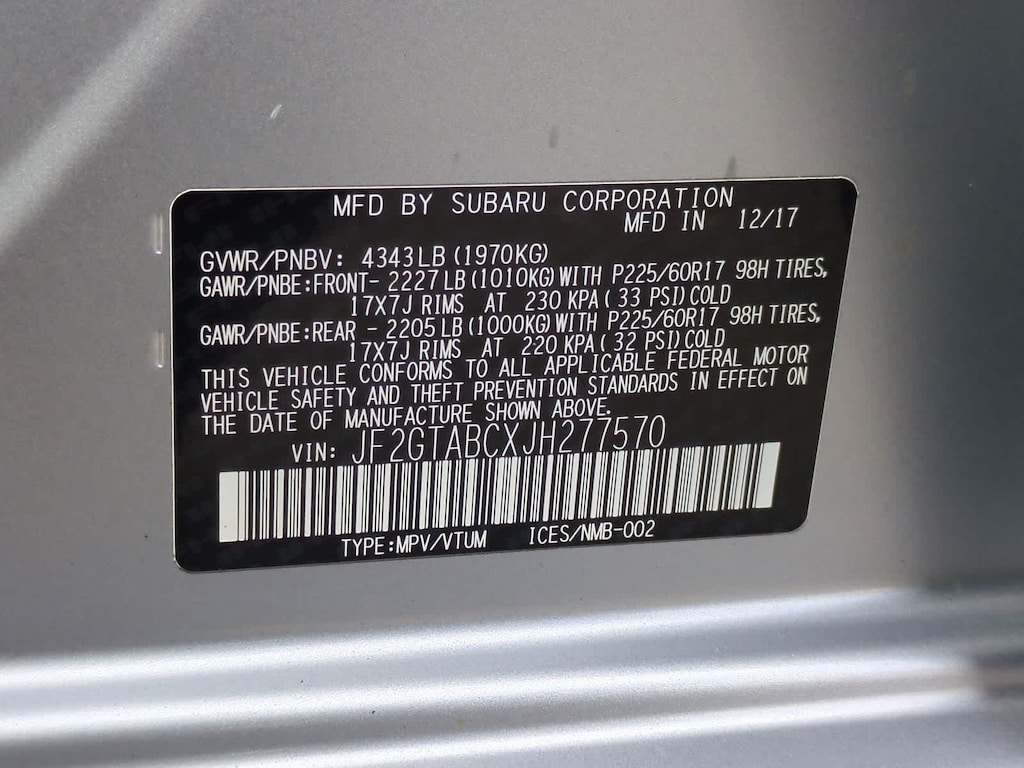 MFD BY SUBARU CORPORATION
MFD IN 12/17
GVWR/PNBV: 4343LB (1970KG)
GAWR/PNBE:FRONT- 2227LB (1010KG) WITH P225/60R17 98H TIRES,
17X7J RIMS AT 230 KPA ( 33 PSI) COLD
GAWR/PNBE:REAR - 2205LB (1000KG) WITH P225/60R17 98H TIRES,
17X7J RIMS AT 220 KPA ( 32 PSI) COLD
THIS VEHICLE CONFORMS TO ALL APPLICABLE FEDERAL MOTOR
VEHICLE SAFETY AND THEFT PREVENTION STANDARDS IN EFFECT ON
THE DATE OF MANUFACTURE SHOWN ABOVE.
VIN: JF2GTABCXJH277570
TYPE:MPV/VTUM ICES/NMB-002